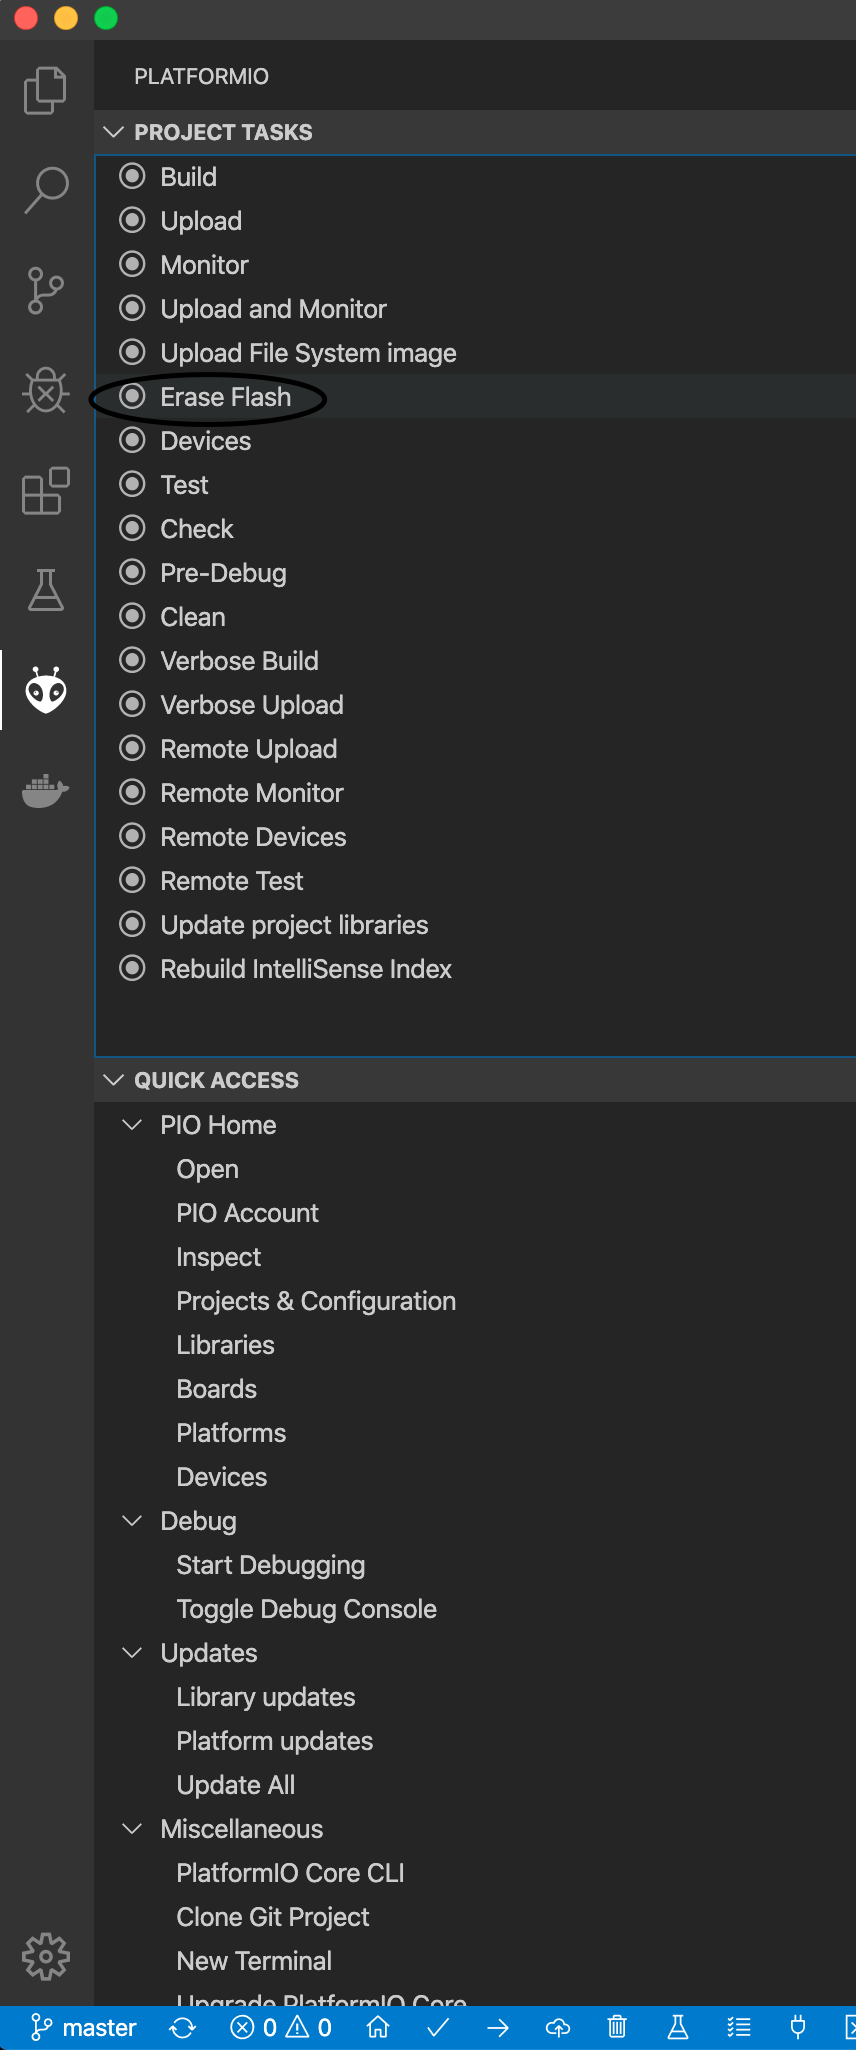 PLATFORMIO
PROJECT TASKS
Build
Upload
Monitor
Upload and Monitor
Upload File System image
Erase Flash
Devices
Test
Check
Pre-Debug
Clean
Verbose Build
Verbose Upload
Remote Upload
Remote Monitor
Remote Devices
Remote Test
Update project libraries
Rebuild IntelliSense Index
QUICK ACCESS
PIO Home
Open
PIO Account
Inspect
Projects & Configuration
Libraries
Boards
Platforms
Devices
Debug
Start Debugging
Toggle Debug Console
Updates
Library updates
Platform updates
Update All
Miscellaneous
PlatformIO Core CLI
Clone Git Project
New Terminal
Upgrade PlatformIO Core
master 0 0